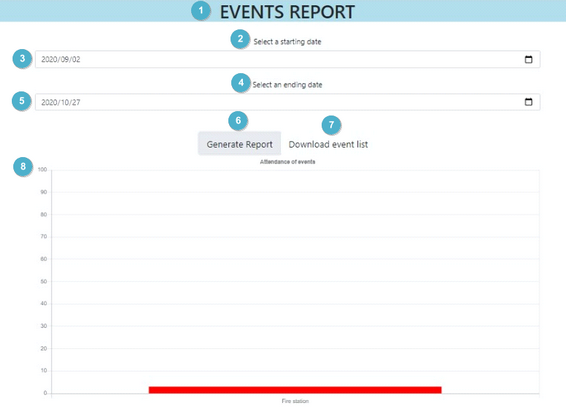 1 EVENTS REPORT
2 Select a starting date
3 2020/09/02
4 Select an ending date
5 2020/10/27
6 7
Generate Report Download event list
8 Attendance of events
100
90
80
70
60
50
40
30
20
10
0
Fire station